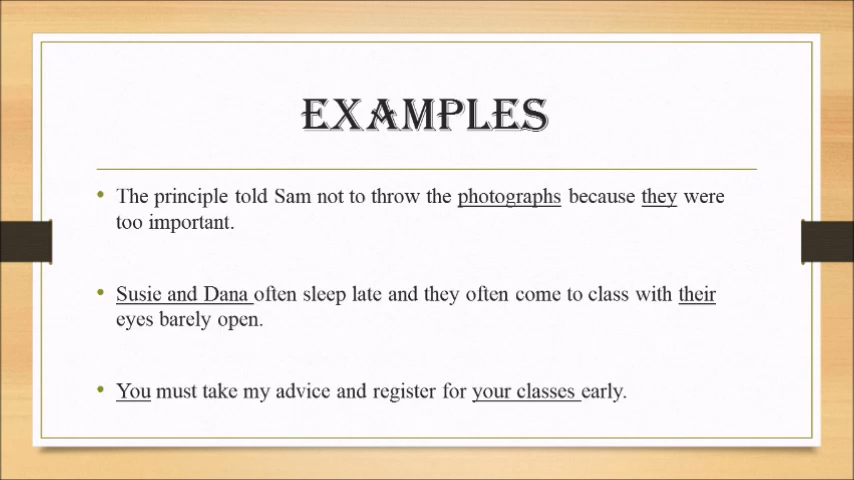 EXAMPLES
• The principle told Sam not to throw the photographs because they were
too important.
• Susie and Dana often sleep late and they often come to class with their
eyes barely open.
• You must take my advice and register for your classes early.